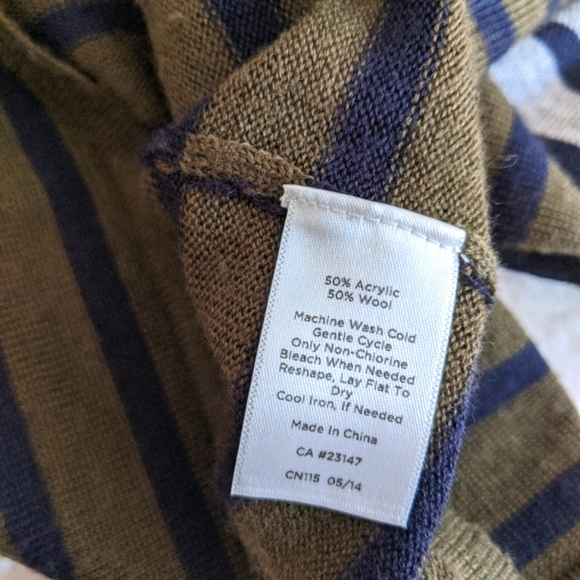 50% Acrylic
50% Wool
Machine Wash Cold
Gentle Cycle
Only Non-Chlorine
Bleach When Needed
Reshape, Lay Flat To
Dry
Cool Iron, If Needed
Made In China
CA #23147
CN115 05/14